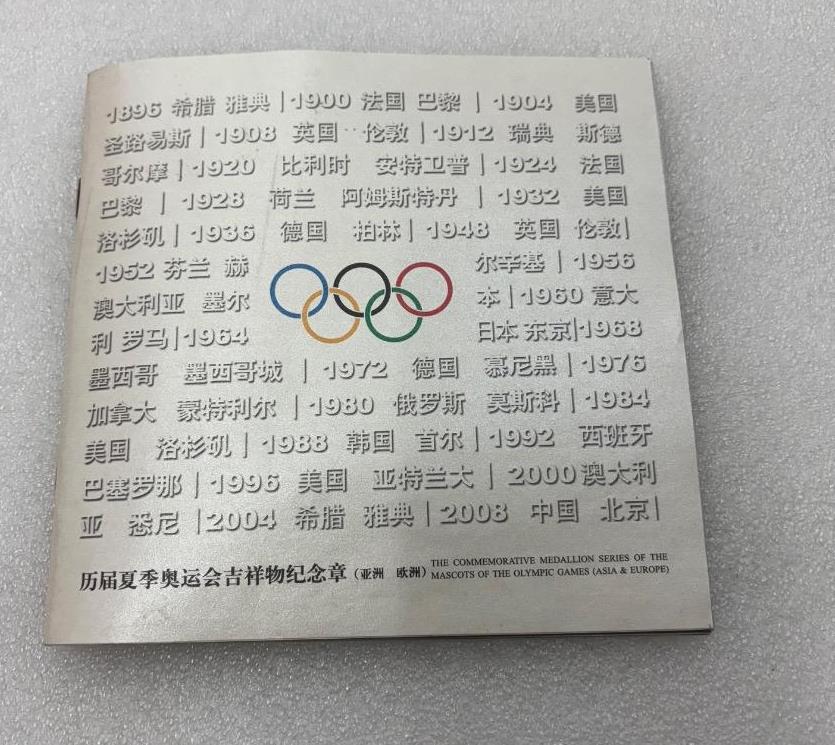 1896 希腊 雅典 | 1900 法国 巴黎 | 1904 美国
圣路易斯 | 1908 英国 伦敦 | 1912 瑞典 斯德
哥尔摩 | 1920 比利时 安特卫普 | 1924 法国
巴黎 | 1928 荷兰 阿姆斯特丹 | 1932 美国
洛杉矶 | 1936 德国 柏林 | 1948 英国 伦敦|
1952 芬兰 赫 尔辛基 | 1956
澳大利亚 墨尔 本 | 1960 意大
利 罗马 | 1964 日本 东京|1968
墨西哥 墨西哥城 | 1972 德国 慕尼黑 | 1976
加拿大 蒙特利尔 | 1980 俄罗斯 莫斯科 | 1984
美国 洛杉矶 | 1988 韩国 首尔 | 1992 西班牙
巴塞罗那 | 1996 美国 亚特兰大 | 2000 澳大利
亚 悉尼 | 2004 希腊 雅典 | 2008 中国 北京|
历届夏季奥运会吉祥物纪念章（亚洲 欧洲）
THE COMMEMORATIVE MEDALLION SERIES OF THE
MASCOTS OF THE OLYMPIC GAMES (ASIA & EUROPE)